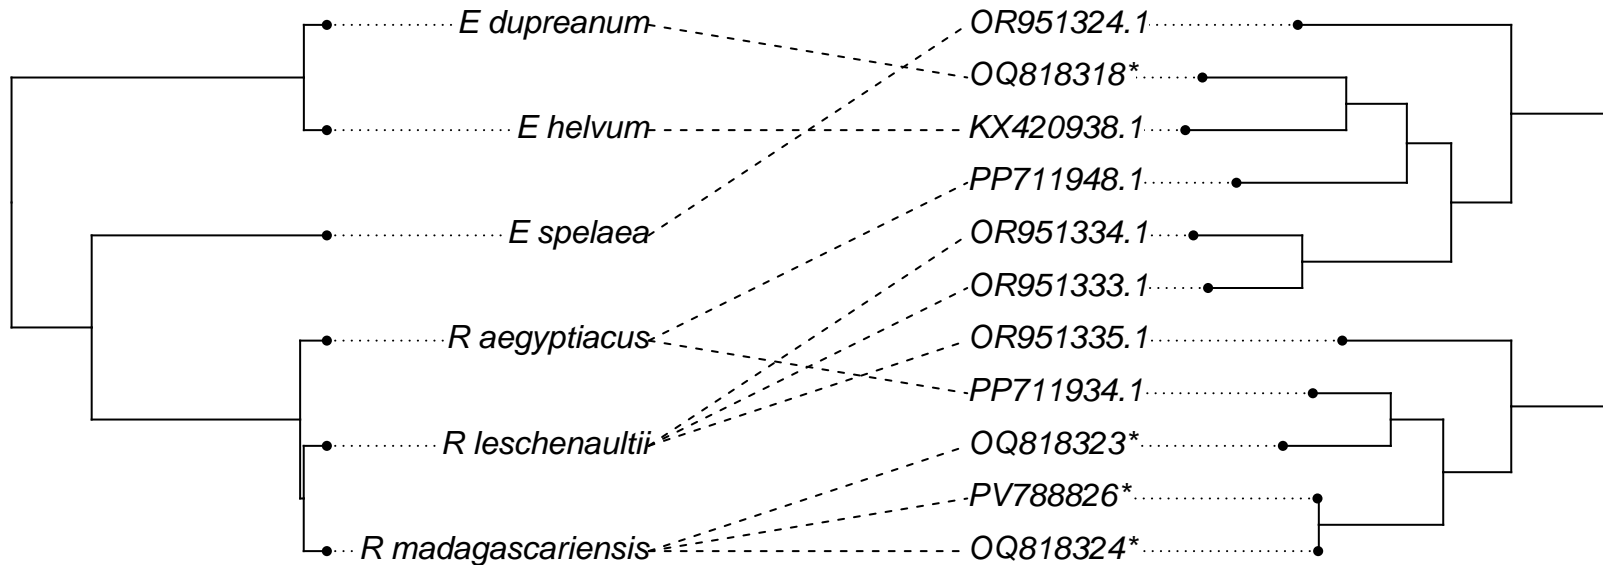 E dupreanum
E helvum
E spelaea
R aegyptiacus
R leschenaultii
R madagascariensis
OR951324.1
OQ818318*
KX420938.1
PP711948.1
OR951334.1
OR951333.1
OR951335.1
PP711934.1
OQ818323*
PV788826*
OQ818324*